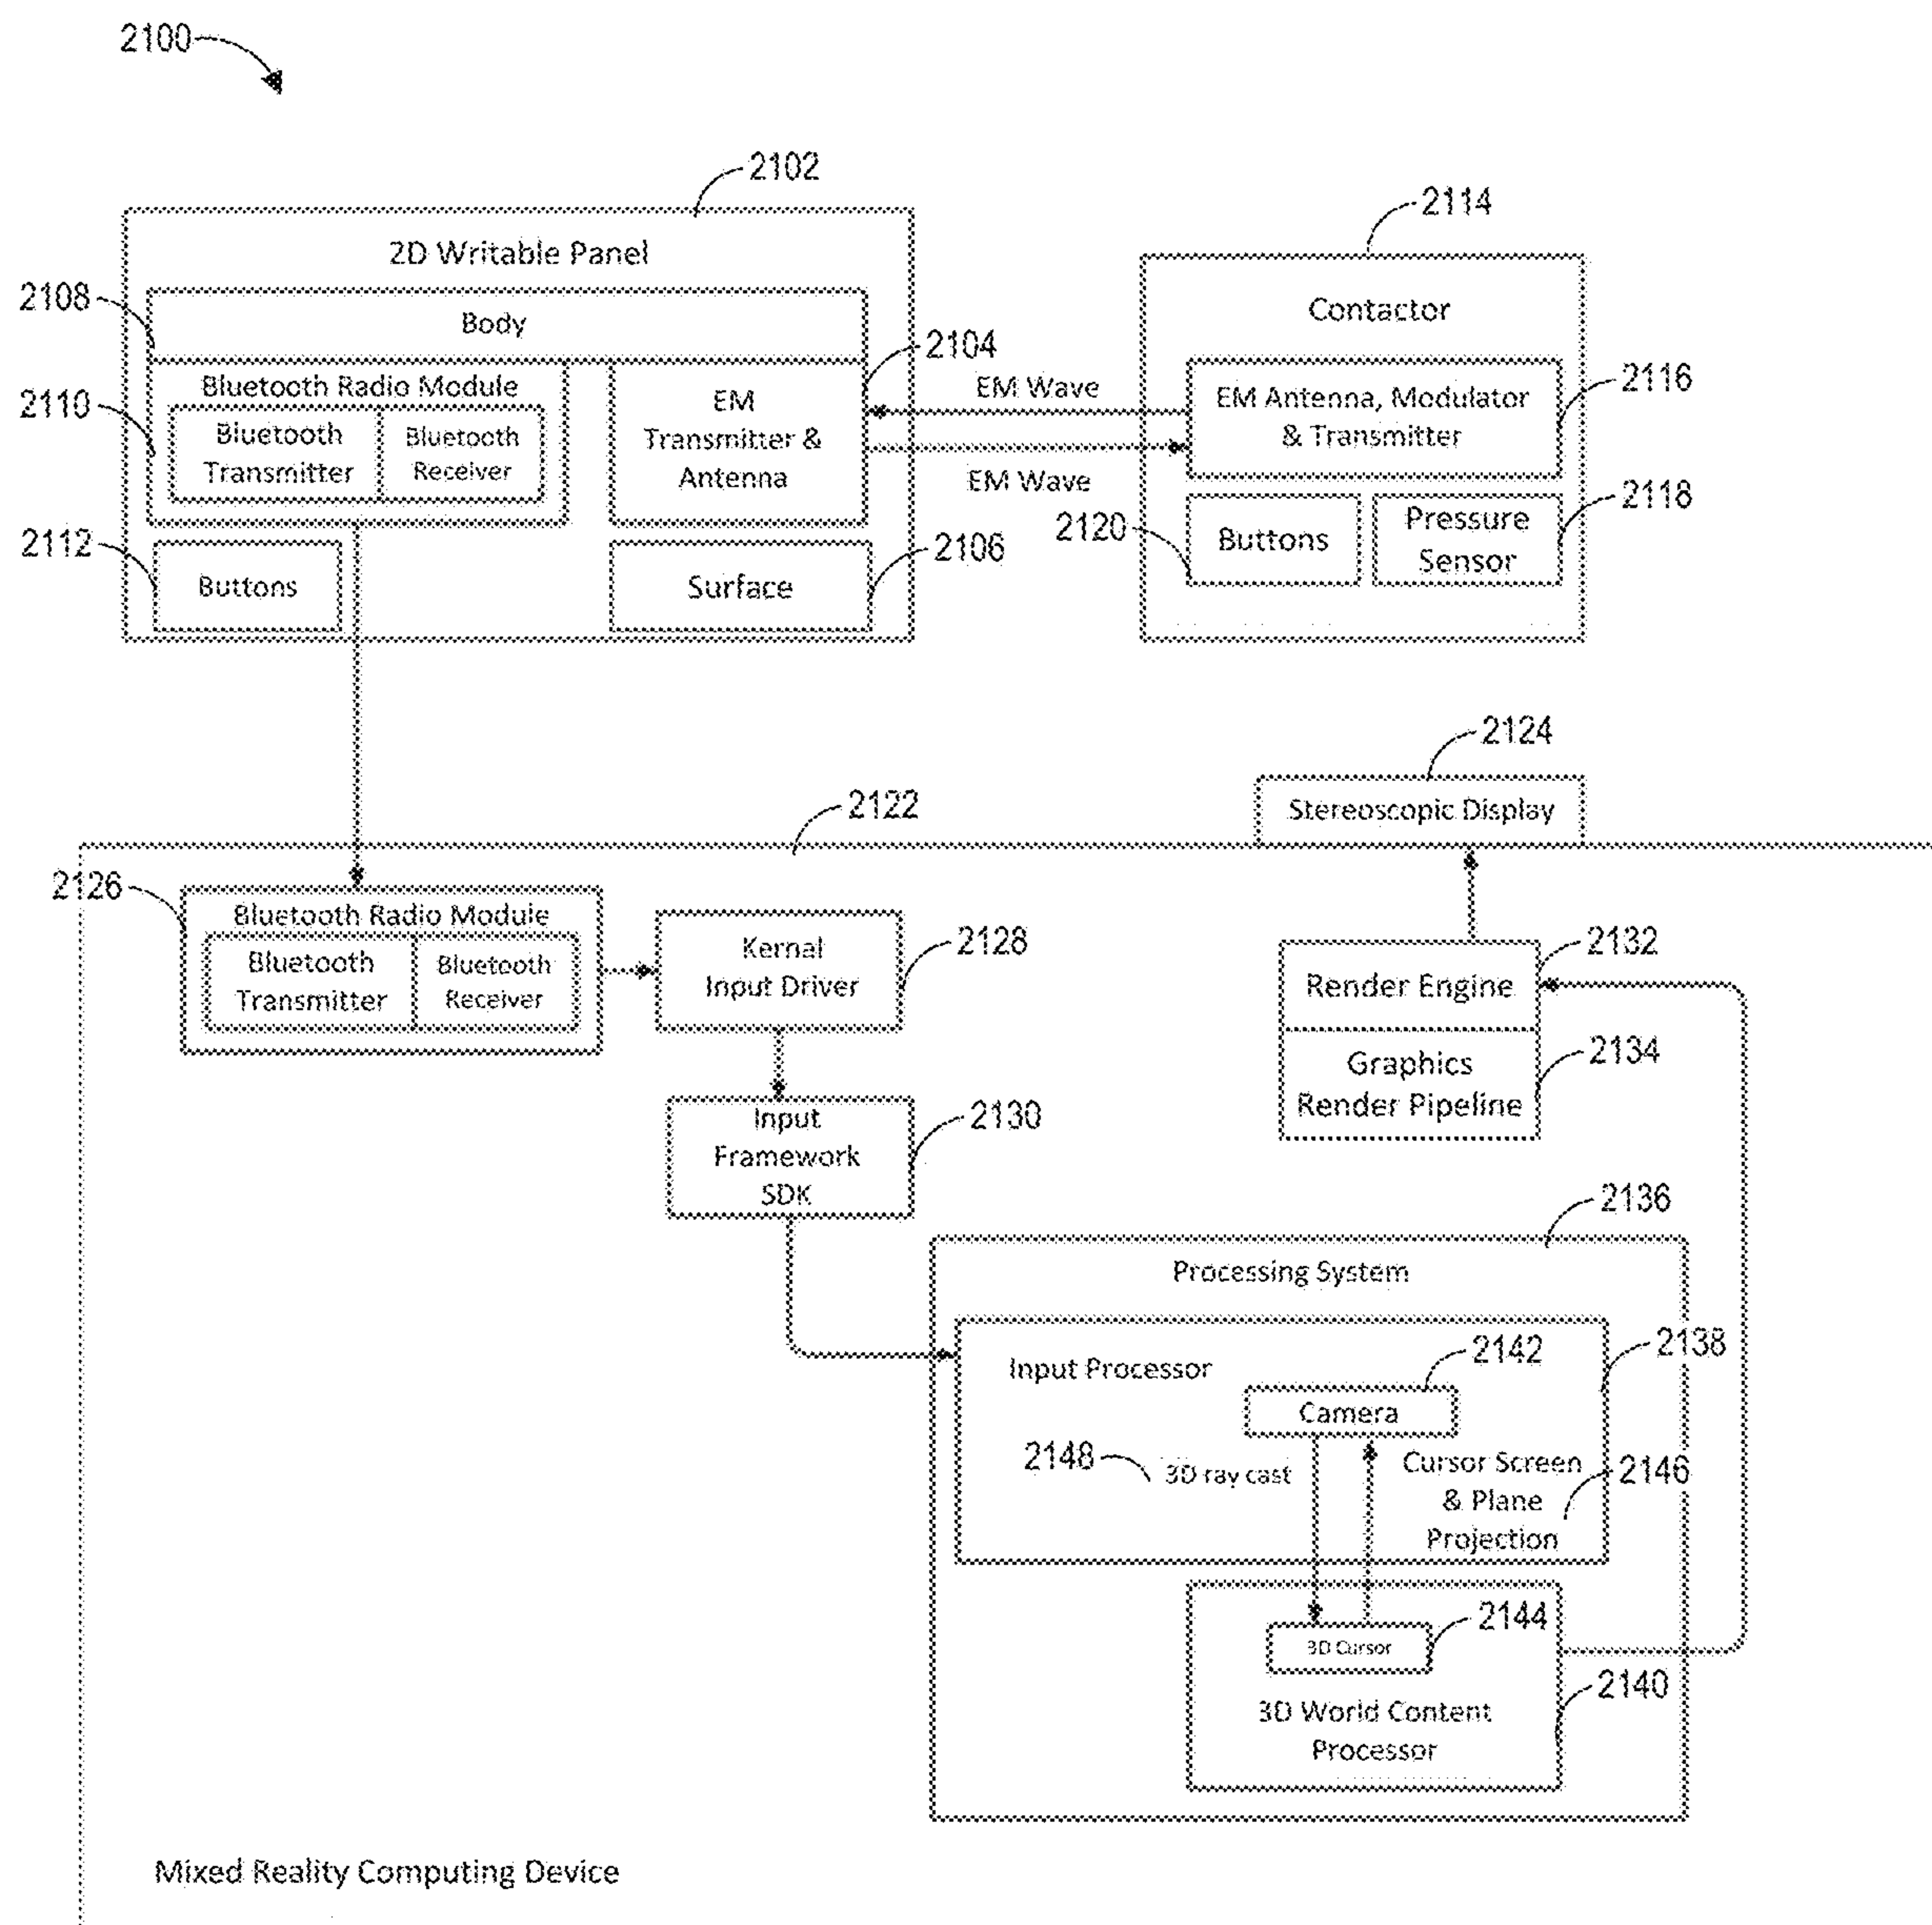 2100
2102
2D Writable Panel
2108
Body
2104
Bluetooth Radio Module
2110
Bluetooth
Transmitter
Bluetooth
Receiver
EM
Transmitter &
Antenna
2112
Buttons
Surface
2106
EM Wave
EM Wave
2114
Contactor
EM Antenna, Modulator
& Transmitter
2116
2120
Buttons
Pressure
Sensor
2118
2124
Stereoscopic Display
2122
2126
Bluetooth Radio Module
Bluetooth
Transmitter
Bluetooth
Receiver
Kernal
Input Driver
2128
2132
Render Engine
Graphics
Render Pipeline
2134
Input
Framework
SDK
2130
2136
Processing System
2138
Input Processor
2142
Camera
2148
3D ray cast
Cursor Screen
& Plane
Projection
2146
2144
3D Cursor
2140
3D World Content
Processor
Mixed Reality Computing Device